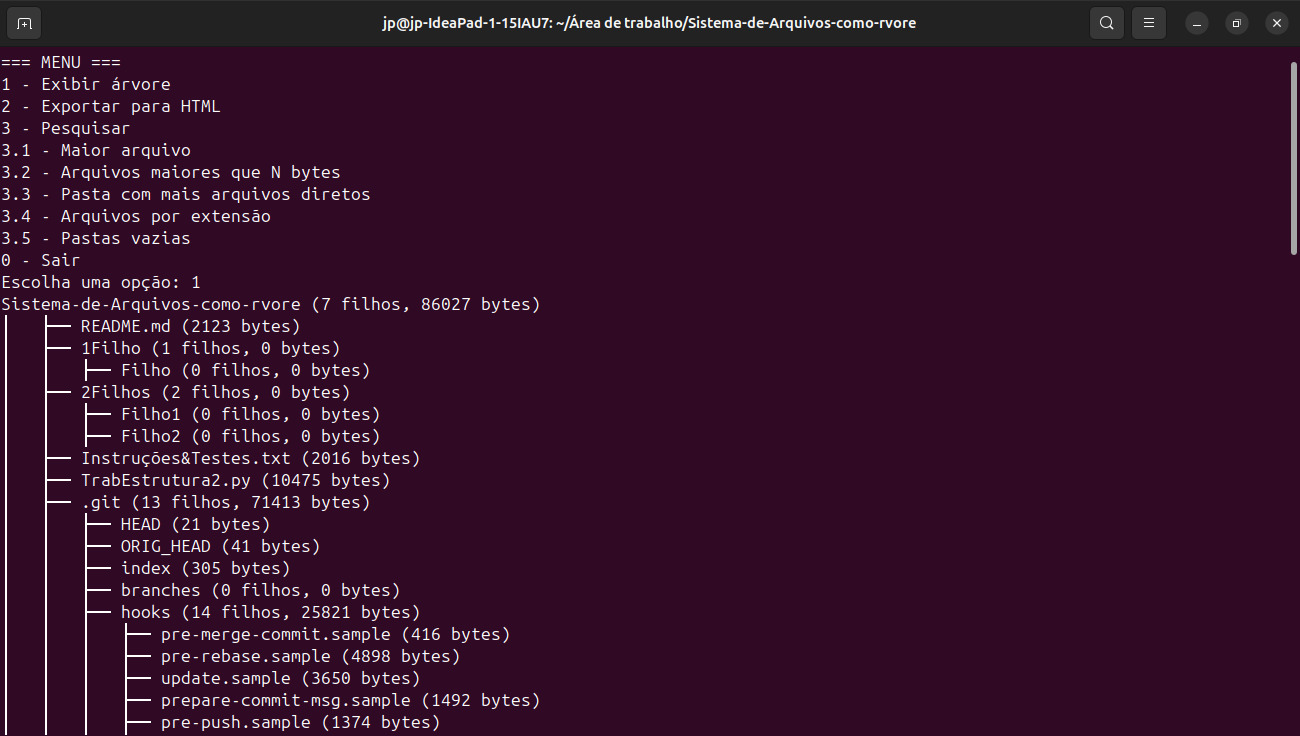 jp@jp-IdeaPad-1-15IAU7: ~/Área de trabalho/Sistema-de-Arquivos-como-rvore
=== MENU ===
1 - Exibir árvore
2 - Exportar para HTML
3 - Pesquisar
3.1 - Maior arquivo
3.2 - Arquivos maiores que N bytes
3.3 - Pasta com mais arquivos diretos
3.4 - Arquivos por extensão
3.5 - Pastas vazias
0 - Sair
Escolha uma opção: 1
Sistema-de-Arquivos-como-rvore (7 filhos, 86027 bytes)
│   ├── README.md (2123 bytes)
│   ├── 1Filho (1 filhos, 0 bytes)
│   │   ├── Filho (0 filhos, 0 bytes)
│   ├── 2Filhos (2 filhos, 0 bytes)
│   │   ├── Filho1 (0 filhos, 0 bytes)
│   │   ├── Filho2 (0 filhos, 0 bytes)
│   ├── Instruções&Testes.txt (2016 bytes)
│   ├── TrabEstrutura2.py (10475 bytes)
│   ├── .git (13 filhos, 71413 bytes)
│   │   ├── HEAD (21 bytes)
│   │   ├── ORIG_HEAD (41 bytes)
│   │   ├── index (305 bytes)
│   │   ├── branches (0 filhos, 0 bytes)
│   │   ├── hooks (14 filhos, 25821 bytes)
│   │   │   ├── pre-merge-commit.sample (416 bytes)
│   │   │   ├── pre-rebase.sample (4898 bytes)
│   │   │   ├── update.sample (3650 bytes)
│   │   │   ├── prepare-commit-msg.sample (1492 bytes)
│   │   │   ├── pre-push.sample (1374 bytes)